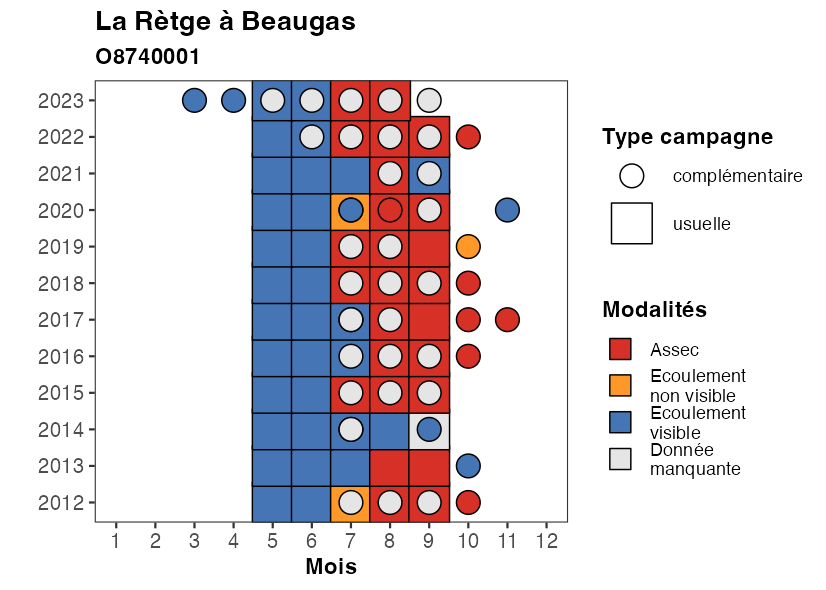 La Rètge à Beaugas
O8740001
2023
2022
2021
2020
2019
2018
2017
2016
2015
2014
2013
2012
1 2 3 4 5 6 7 8 9 10 11 12
Mois
Type campagne
complémentaire
usuelle
Modalités
Assec
Ecoulement
non visible
Ecoulement
visible
Donnée
manquante